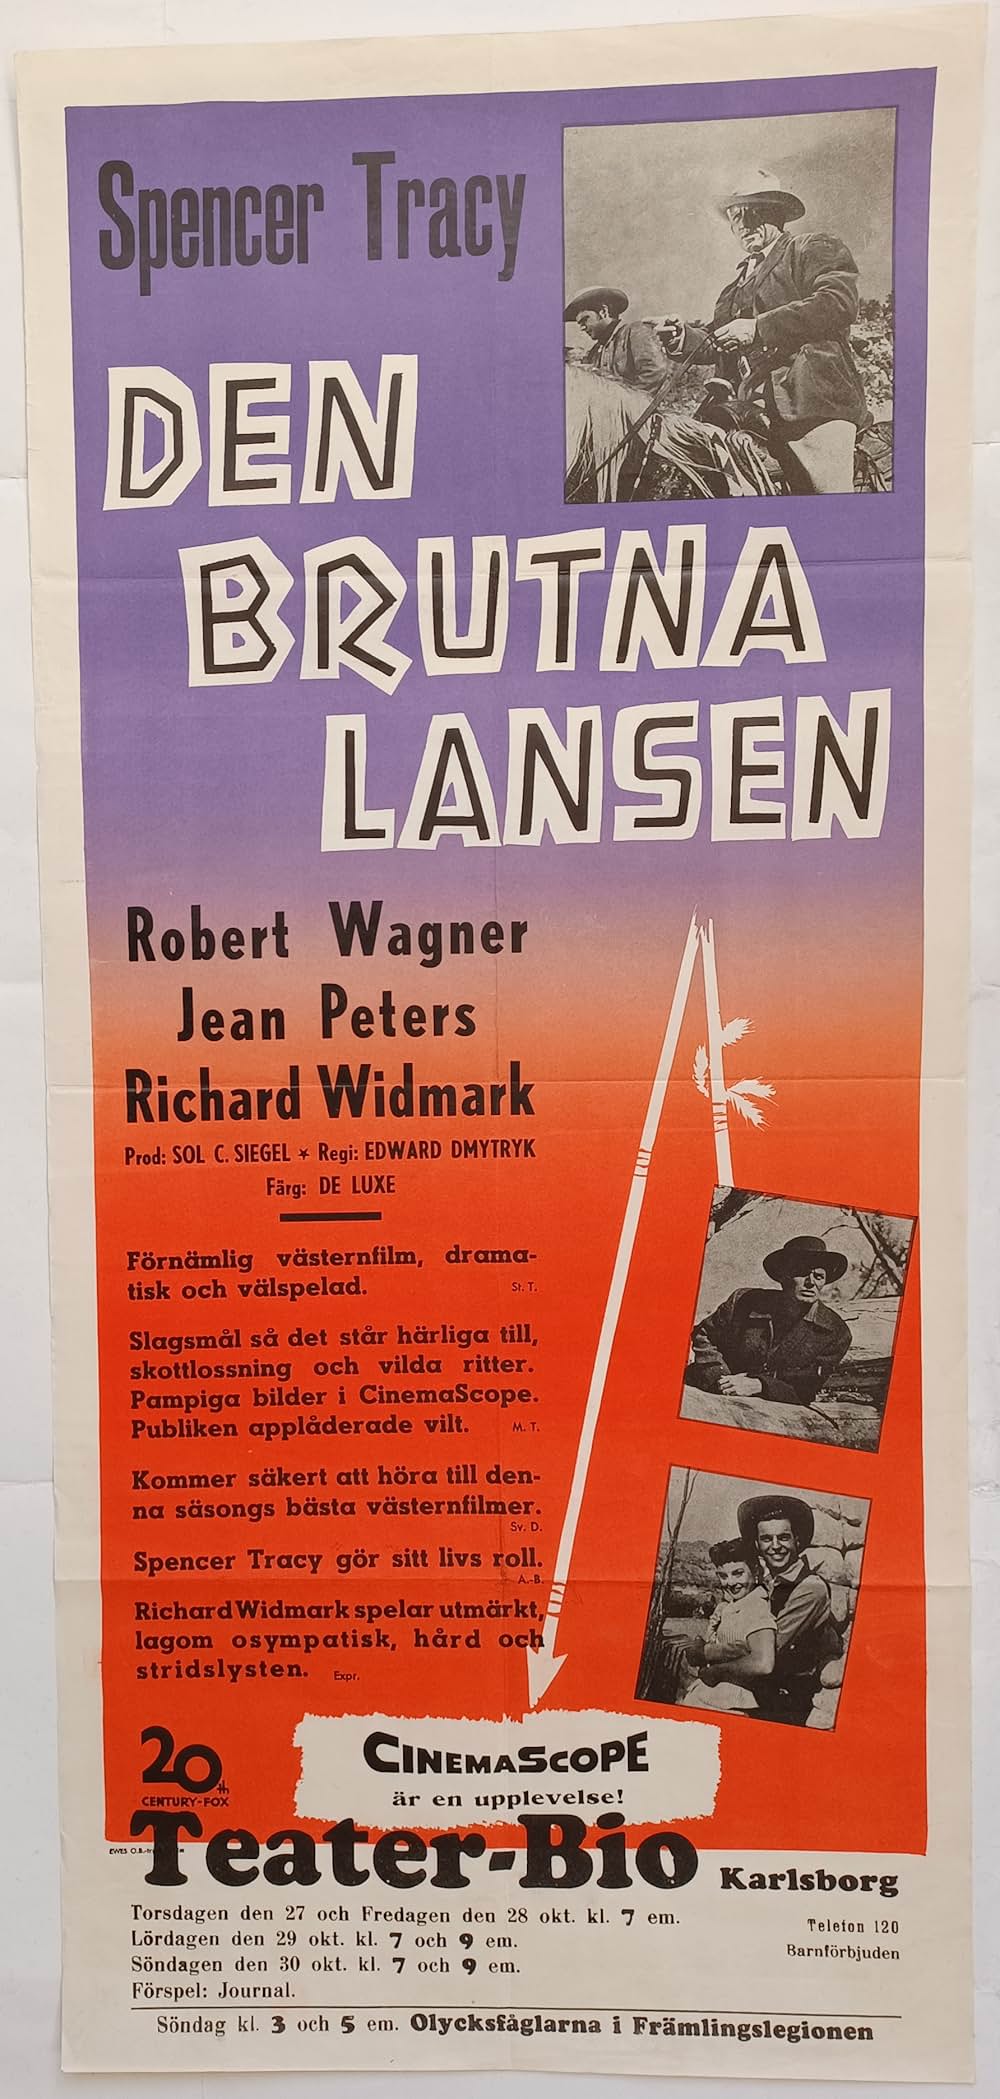 Spencer Tracy
DEN
BRUTNA
LANSEN
Robert Wagner
Jean Peters
Richard Widmark
Prod: SOL C. SIEGEL ★ Regi: EDWARD DMYTRYK
Färg: DE LUXE
Förnämlig västernfilm, drama-
tisk och välspelad. St. T.
Slagsmål så det står härliga till,
skottlossning och vilda ritter.
Pampiga bilder i CinemaScope.
Publiken applåderade vilt. M. T.
Kommer säkert att höra till den-
na säsongs bästa västernfilmer.
Sv. D.
Spencer Tracy gör sitt livs roll.
A.-B.
Richard Widmark spelar utmärkt,
lagom osympatisk, hård och
stridslysten. Expr.
20th
CENTURY-FOX
CINEMASCOPE
är en upplevelse!
EWES O.B.
Teater-Bio Karlsborg
Torsdagen den 27 och Fredagen den 28 okt. kl. 7 em.
Lördagen den 29 okt. kl. 7 och 9 em.
Söndagen den 30 okt. kl. 7 och 9 em.
Förspel: Journal.
Telefon 120
Barnförbjuden
Söndag kl. 3 och 5 em. Olycksfåglarna i Främlingslegionen